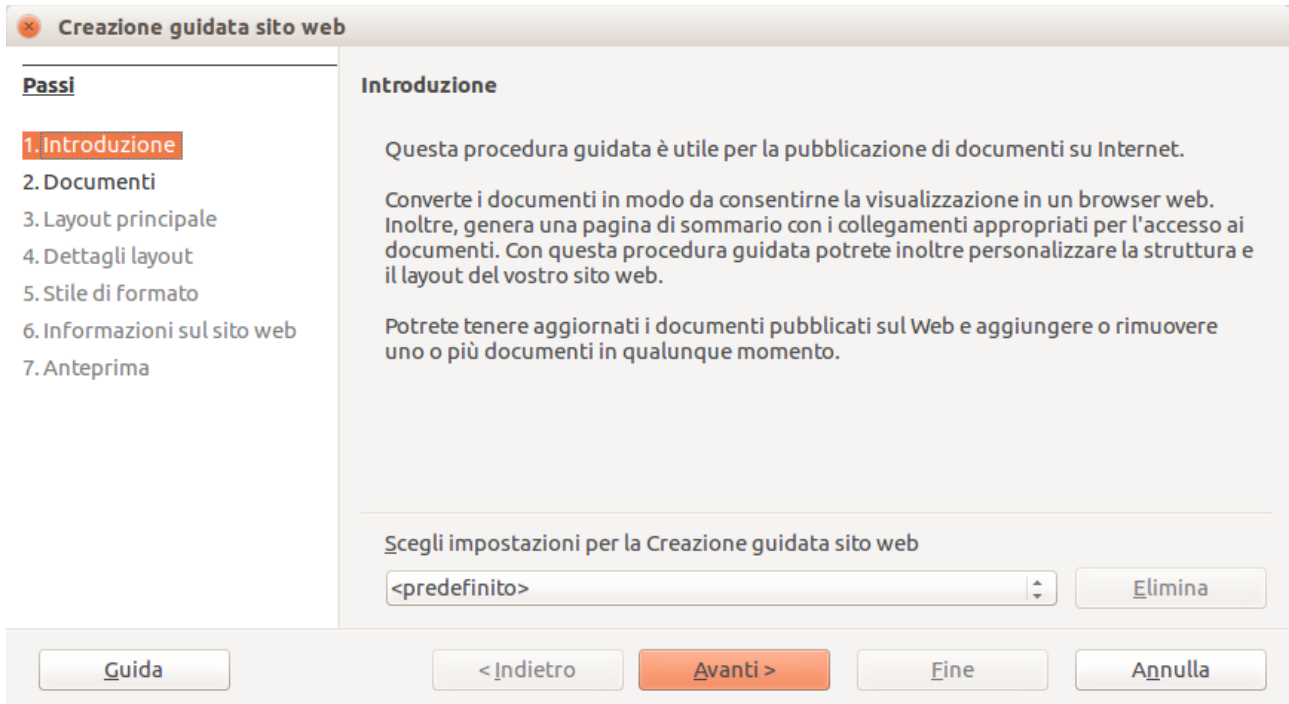 Creazione guidata sito web
Passi
1. Introduzione
2. Documenti
3. Layout principale
4. Dettagli layout
5. Stile di formato
6. Informazioni sul sito web
7. Anteprima
Introduzione
Questa procedura guidata è utile per la pubblicazione di documenti su Internet.
Converte i documenti in modo da consentirne la visualizzazione in un browser web.
Inoltre, genera una pagina di sommario con i collegamenti appropriati per l'accesso ai
documenti. Con questa procedura guidata potrete inoltre personalizzare la struttura e
il layout del vostro sito web.
Potrete tenere aggiornati i documenti pubblicati sul Web e aggiungere o rimuovere
uno o più documenti in qualunque momento.
Scegli impostazioni per la Creazione guidata sito web
<predefinito>
Elimina
Guida
< Indietro
Avanti >
Fine
Annulla